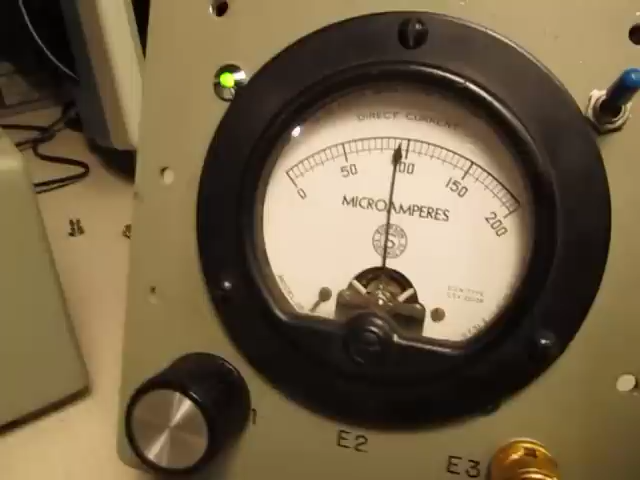 DIRECT CURRENT
0 50 100 150 200
MICROAMPERES
S
E2
E3